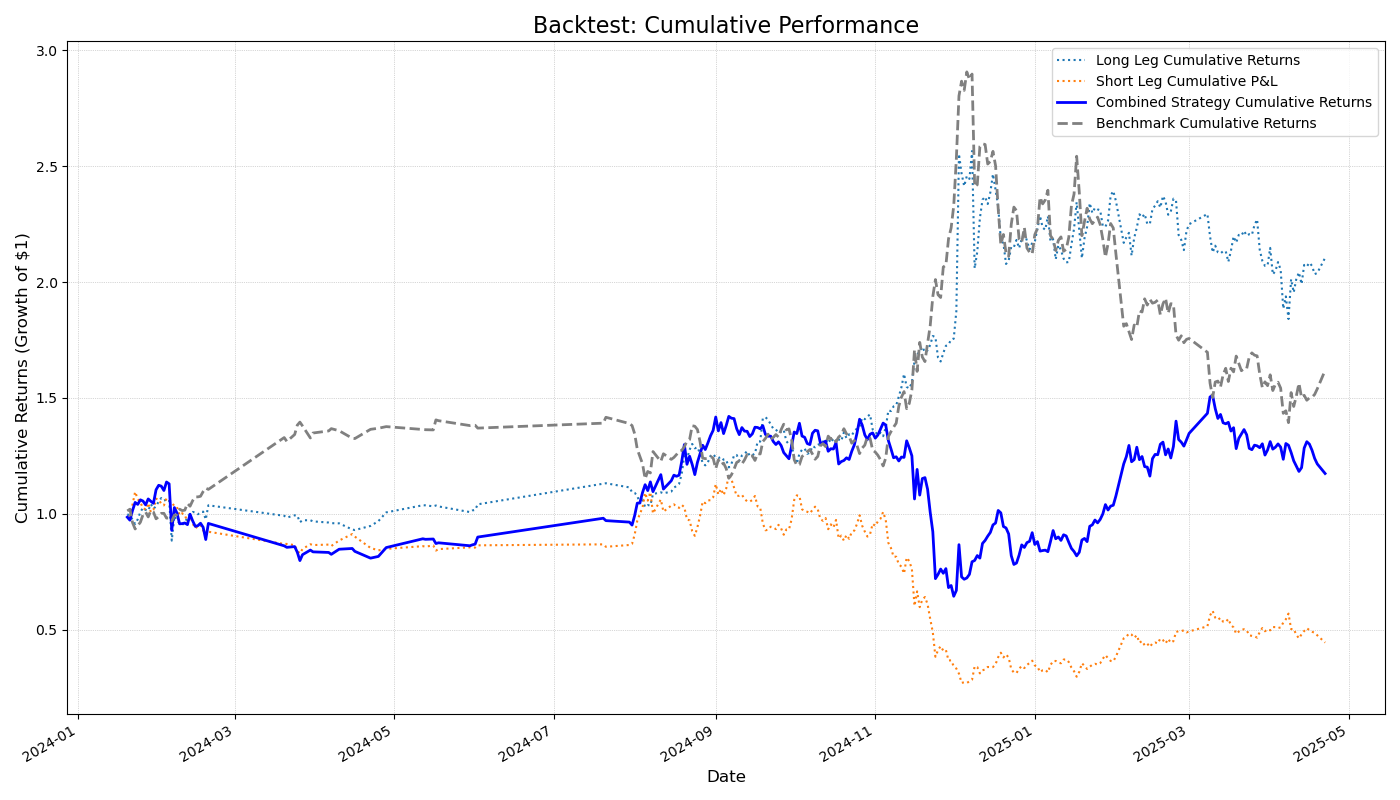 Backtest: Cumulative Performance
Long Leg Cumulative Returns
Short Leg Cumulative P&L
Combined Strategy Cumulative Returns
Benchmark Cumulative Returns
Cumulative Returns (Growth of $1)
3.0
2.5
2.0
1.5
1.0
0.5
2024-01
2024-03
2024-05
2024-07
2024-09
2024-11
2025-01
2025-03
2025-05
Date